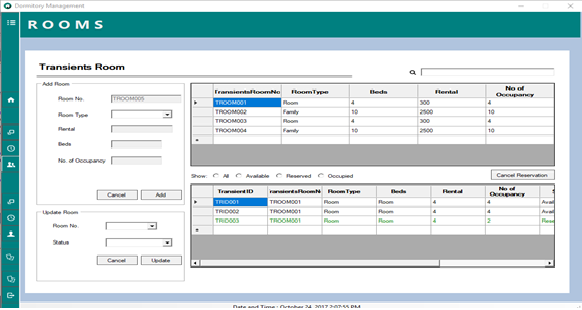 Dormitory Management
ROOMS
Transients Room
Add Room
Room No. TROOM005
Room Type
Rental
Beds
No. of Occupancy
Cancel Add
Update Room
Room No.
Status
Cancel Update
TransientsRoomNo RoomType Beds Rental No of Occupancy
TROOM001 Room 4 300 4
TROOM002 Family 10 2500 10
TROOM003 Room 4 300 4
TROOM004 Family 10 2500 10
Show: All Available Reserved Occupied Cancel Reservation
TransientID ransientsRoomN RoomType Beds Rental No of Occupancy S
TRID001 TROOM001 Room Room 4 4 Avail
TRID002 TROOM001 Room Room 4 4 Avail
TRID003 TROOM001 Room Room 4 2 Rese
Date and Time : October 24, 2017 2:07:55 PM